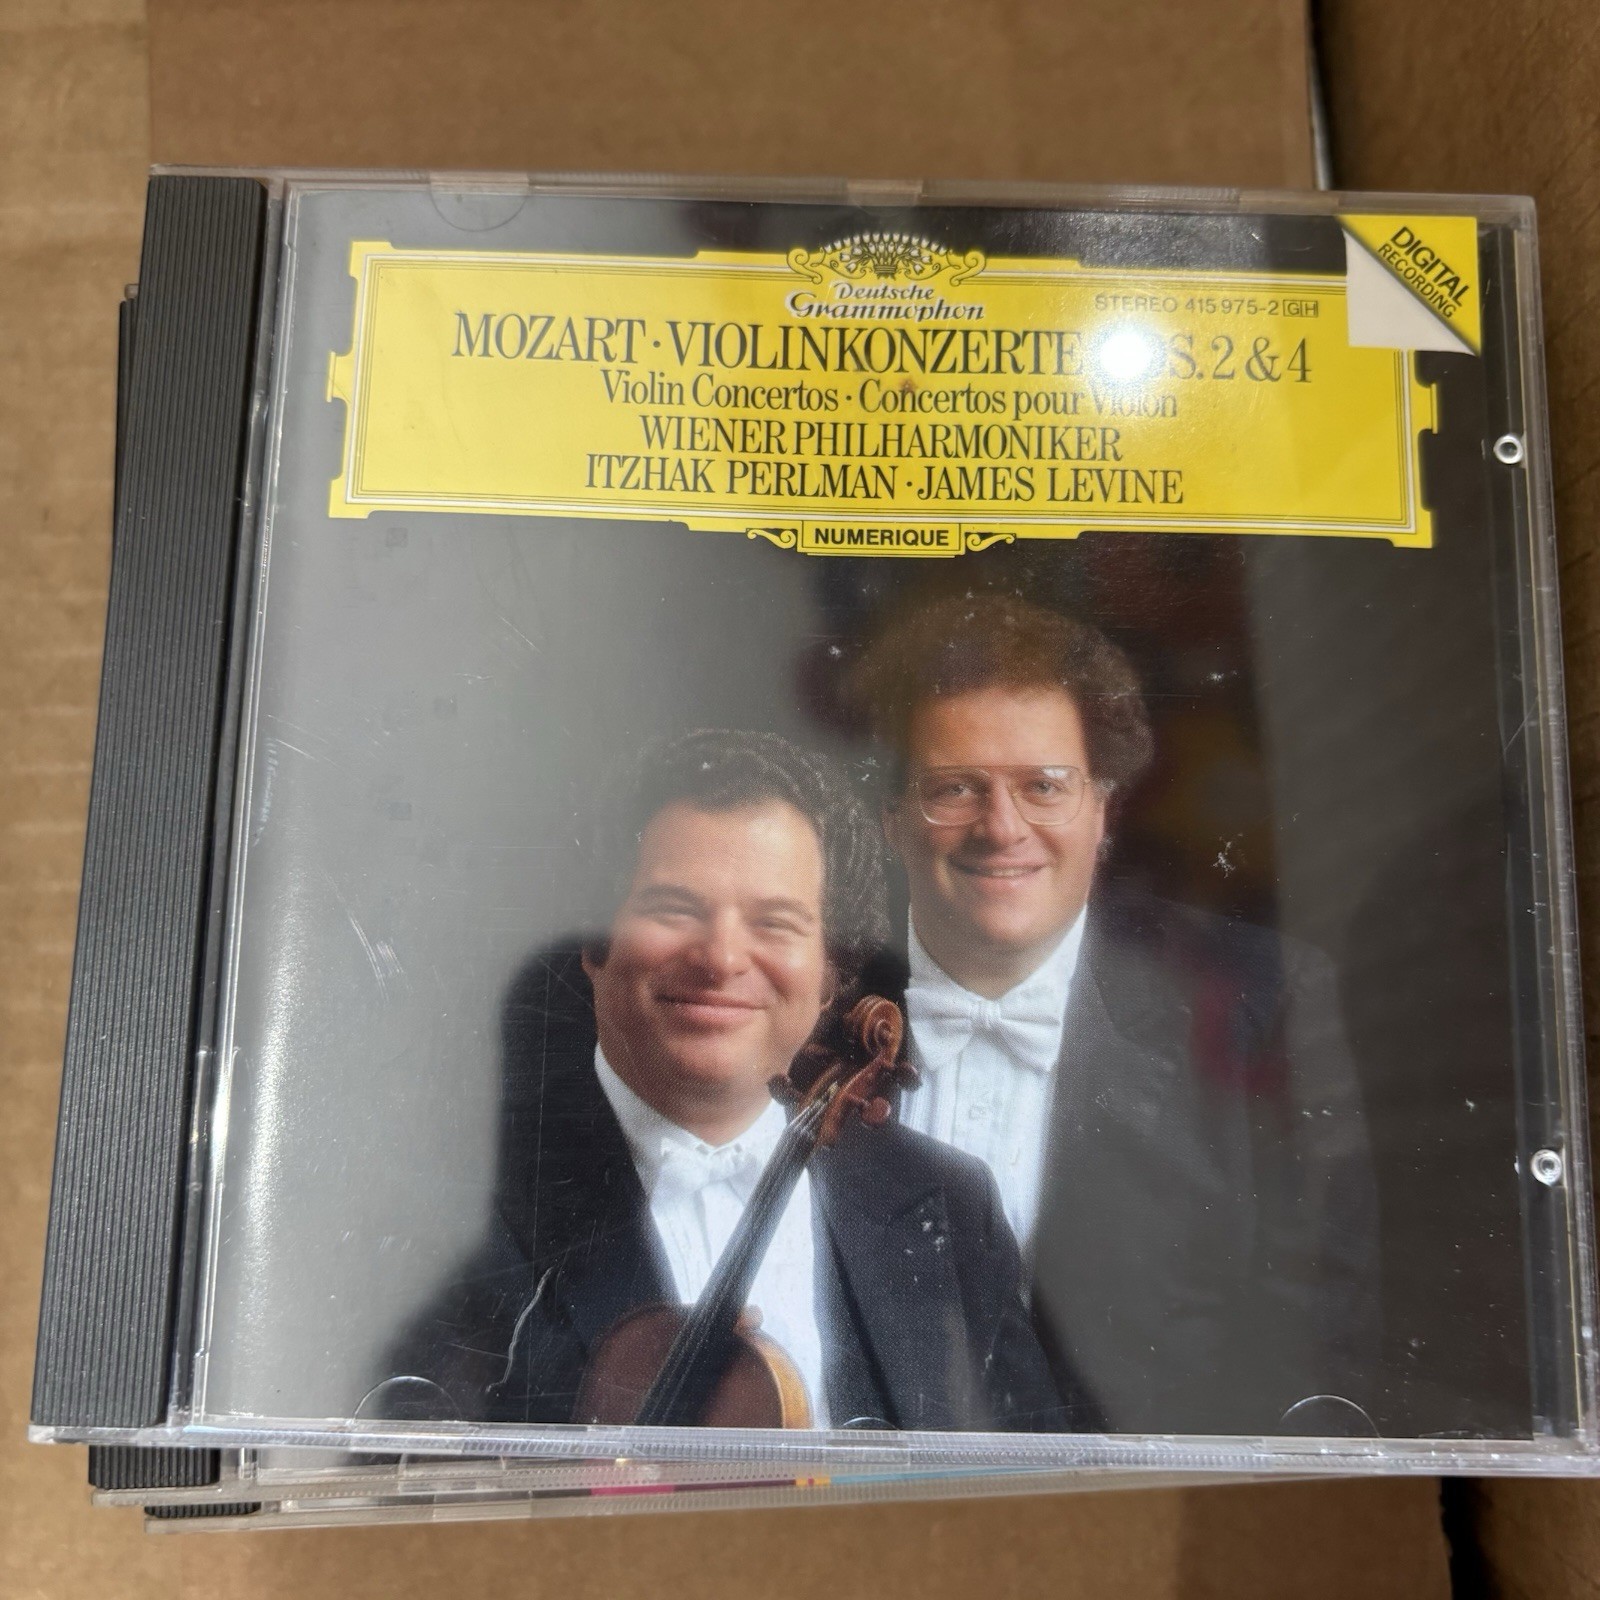 Deutsche
Grammophon
STEREO 415 975-2 GH
DIGITAL
RECORDING
MOZART · VIOLINKONZERTE S. 2 & 4
Violin Concertos · Concertos pour Violon
WIENER PHILHARMONIKER
ITZHAK PERLMAN · JAMES LEVINE
NUMERIQUE